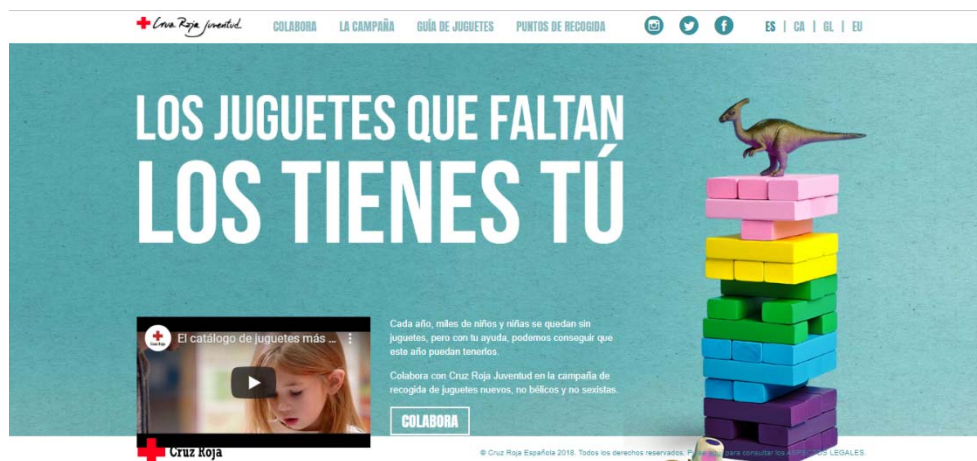 Cruz Roja Juventud
COLABORA
LA CAMPAÑA
GUÍA DE JUGUETES
PUNTOS DE RECOGIDA
ES | CA | GL | EU
LOS JUGUETES QUE FALTAN
LOS TIENES TÚ
El catálogo de juguetes más ...
Cada año, miles de niños y niñas se quedan sin
juguetes, pero con tu ayuda, podemos conseguir que
este año puedan tenerlos.
Colabora con Cruz Roja Juventud en la campaña de
recogida de juguetes nuevos, no bélicos y no sexistas.
COLABORA
Cruz Roja
© Cruz Roja Española 2018. Todos los derechos reservados. para consultar los LEGALES.